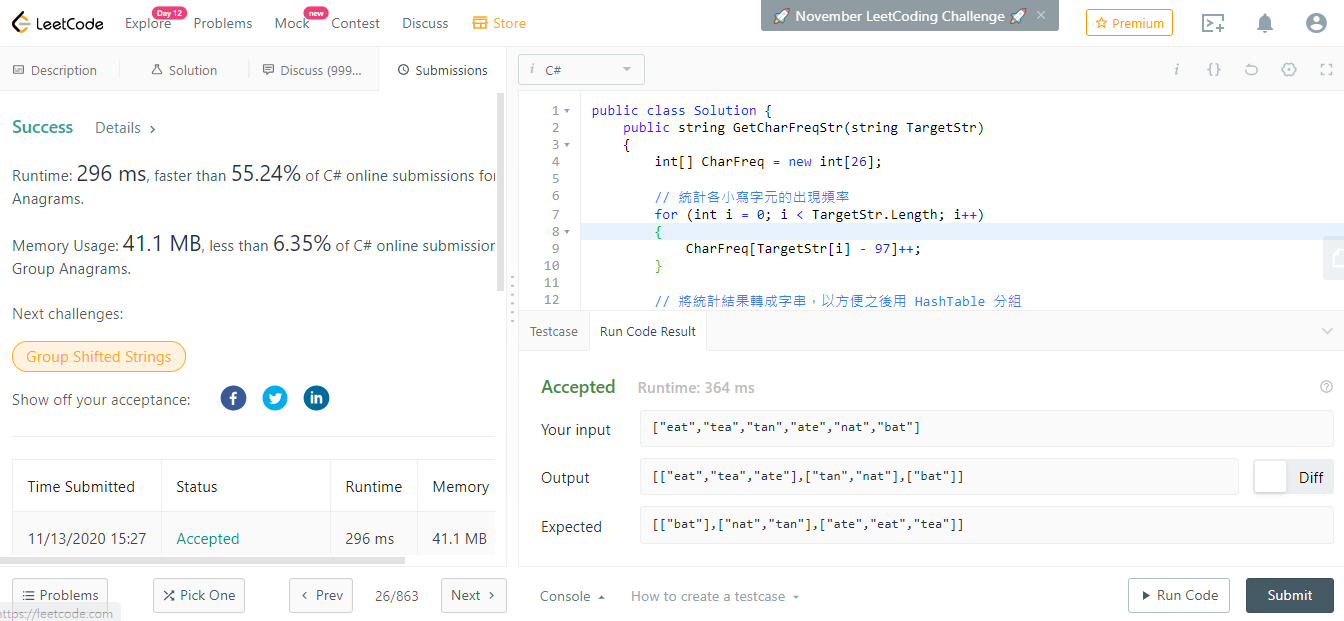 LeetCode Explore Day 12 Problems Mock new Contest Discuss Store 🚀 November LeetCoding Challenge 🚀 × Premium
Description Solution Discuss (999... Submissions
i C#
Success Details >
Runtime: 296 ms, faster than 55.24% of C# online submissions for
Anagrams.
Memory Usage: 41.1 MB, less than 6.35% of C# online submission
Group Anagrams.
Next challenges:
Group Shifted Strings
Show off your acceptance:
Time Submitted Status Runtime Memory
11/13/2020 15:27 Accepted 296 ms 41.1 MB
1 public class Solution {
2 public string GetCharFreqStr(string TargetStr)
3 {
4 int[] CharFreq = new int[26];
5
6 // 統計各小寫字元的出現頻率
7 for (int i = 0; i < TargetStr.Length; i++)
8 {
9 CharFreq[TargetStr[i] - 97]++;
10 }
11
12 // 將統計結果轉成字串，以方便之後用 HashTable 分組
Testcase Run Code Result
Accepted Runtime: 364 ms
Your input ["eat","tea","tan","ate","nat","bat"]
Output [["eat","tea","ate"],["tan","nat"],["bat"]] Diff
Expected [["bat"],["nat","tan"],["ate","eat","tea"]]
Problems Pick One < Prev 26/863 Next > Console How to create a testcase Run Code Submit
https://leetcode.com